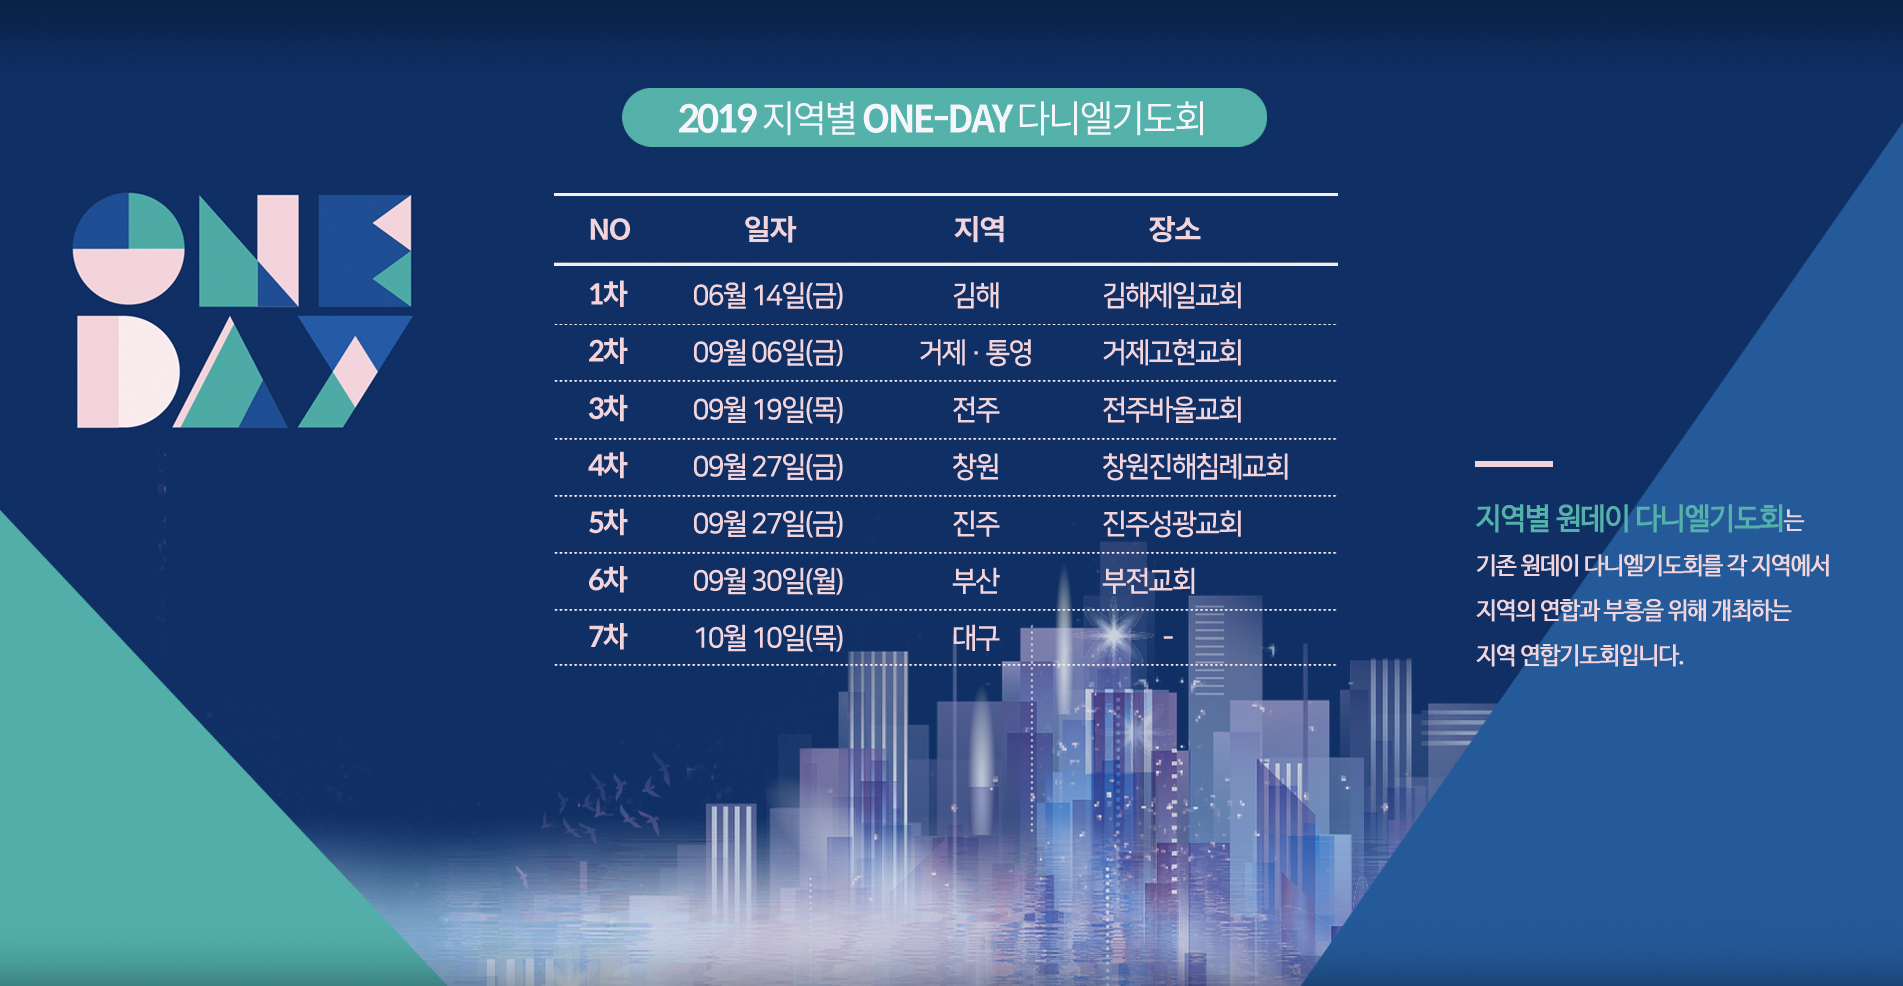 2019 지역별 ONE-DAY 다니엘기도회
ONE
DAY
NO 일자 지역 장소
1차 06월 14일(금) 김해 김해제일교회
2차 09월 06일(금) 거제 · 통영 거제고현교회
3차 09월 19일(목) 전주 전주바울교회
4차 09월 27일(금) 창원 창원진해침례교회
5차 09월 27일(금) 진주 진주성광교회
6차 09월 30일(월) 부산 부전교회
7차 10월 10일(목) 대구 -
지역별 원데이 다니엘기도회는
기존 원데이 다니엘기도회를 각 지역에서
지역의 연합과 부흥을 위해 개최하는
지역 연합기도회입니다.